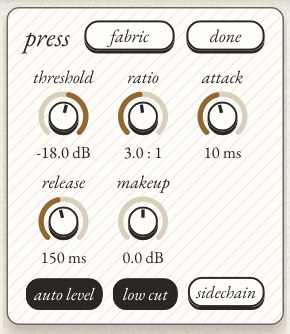 press fabric done
threshold ratio attack
-18.0 dB 3.0 : 1 10 ms
release makeup
150 ms 0.0 dB
auto level low cut sidechain